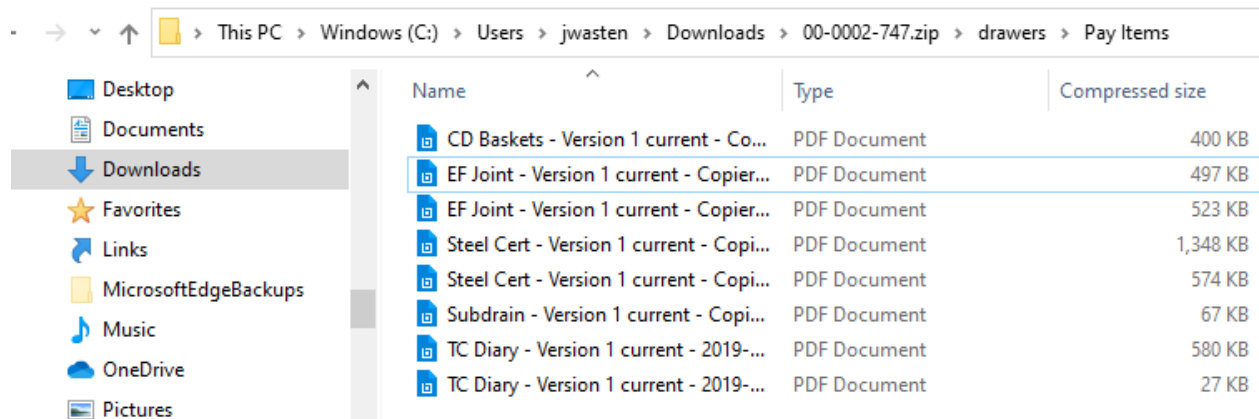 This PC > Windows (C:) > Users > jwasten > Downloads > 00-0002-747.zip > drawers > Pay Items
Desktop
Documents
Downloads
Favorites
Links
MicrosoftEdgeBackups
Music
OneDrive
Pictures
Name Type Compressed size
CD Baskets - Version 1 current - Co... PDF Document 400 KB
EF Joint - Version 1 current - Copier... PDF Document 497 KB
EF Joint - Version 1 current - Copier... PDF Document 523 KB
Steel Cert - Version 1 current - Copi... PDF Document 1,348 KB
Steel Cert - Version 1 current - Copi... PDF Document 574 KB
Subdrain - Version 1 current - Copi... PDF Document 67 KB
TC Diary - Version 1 current - 2019-... PDF Document 580 KB
TC Diary - Version 1 current - 2019-... PDF Document 27 KB